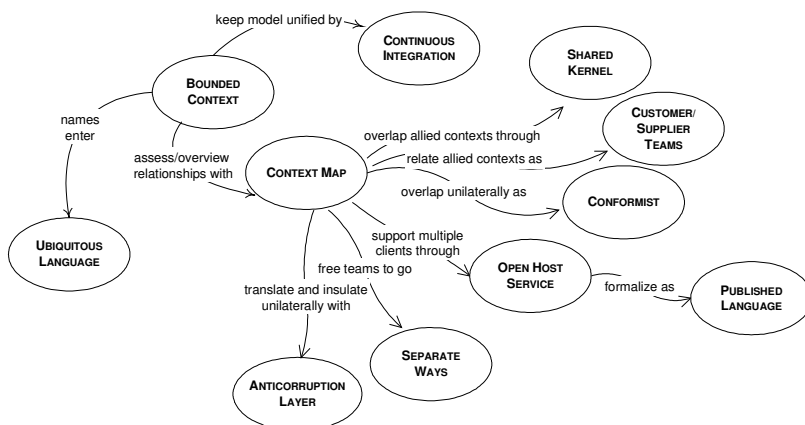 keep model unified by
CONTINUOUS
INTEGRATION
SHARED
KERNEL
BOUNDED
CONTEXT
CUSTOMER/
SUPPLIER
TEAMS
names
enter
overlap allied contexts through
assess/overview
relationships with
relate allied contexts as
CONTEXT MAP
overlap unilaterally as
CONFORMIST
UBIQUITOUS
LANGUAGE
support multiple
clients through
OPEN HOST
SERVICE
free teams to go
translate and insulate
unilaterally with
formalize as
PUBLISHED
LANGUAGE
SEPARATE
WAYS
ANTICORRUPTION
LAYER